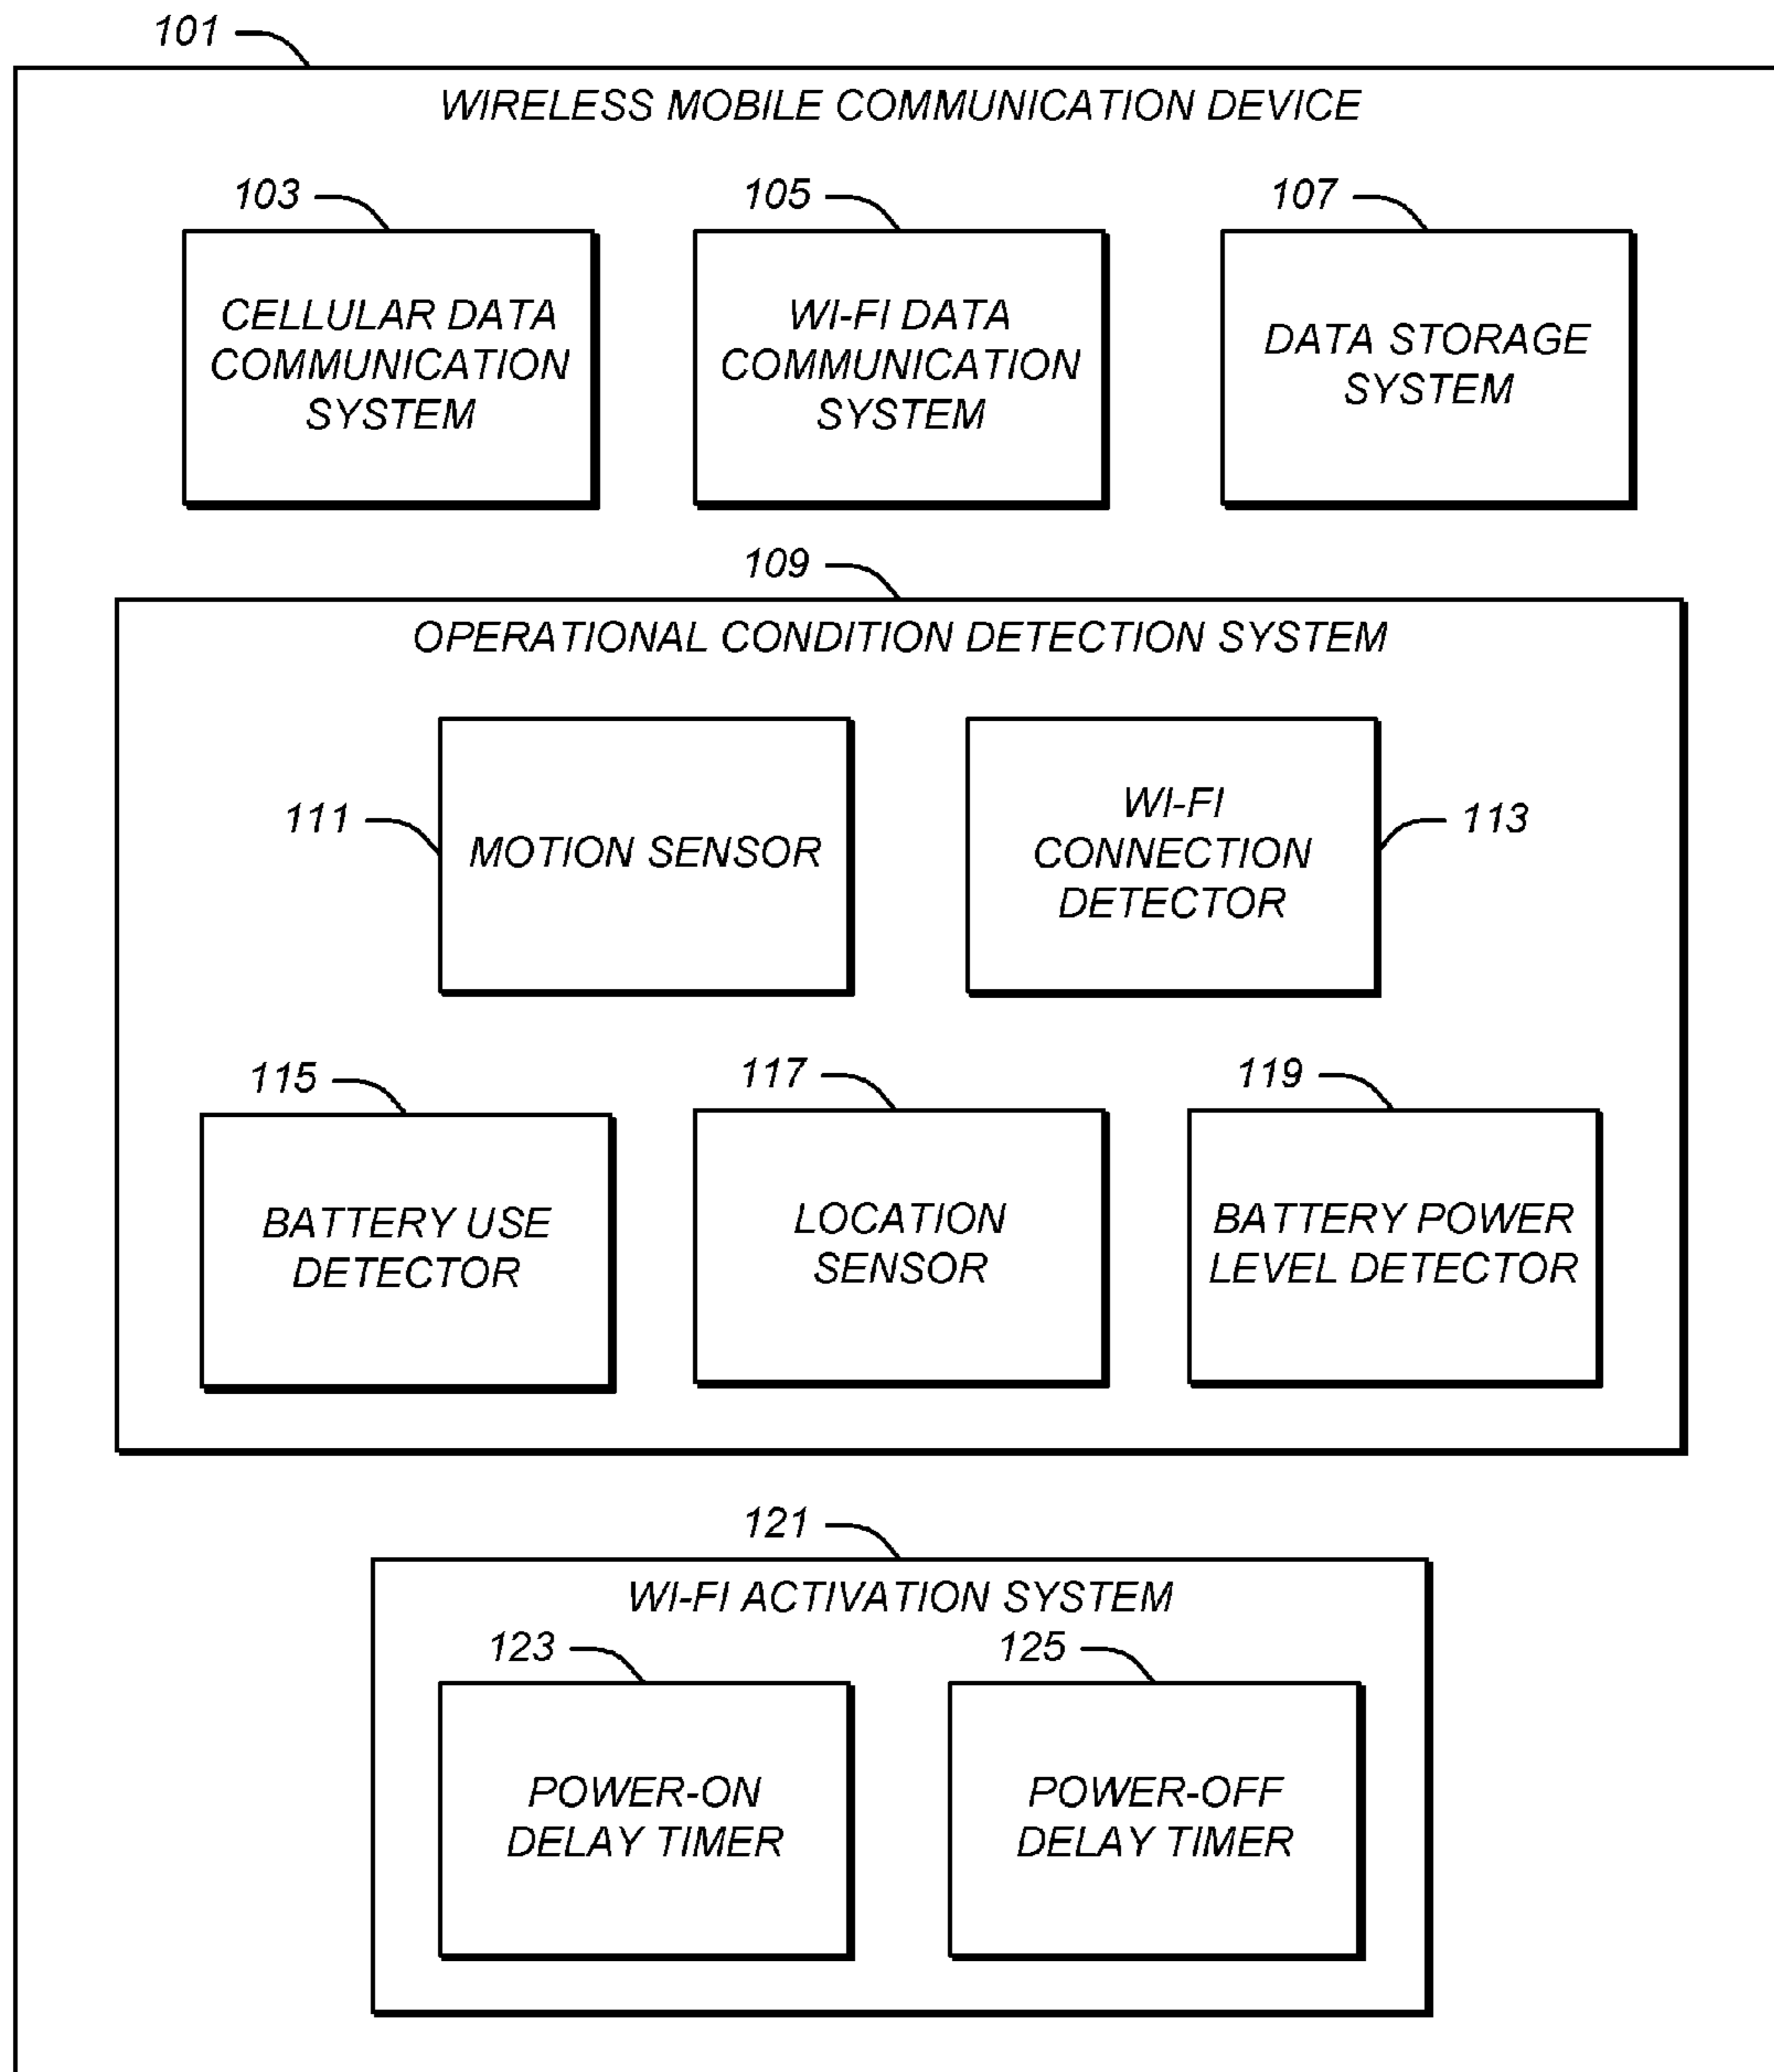 101
WIRELESS MOBILE COMMUNICATION DEVICE
103
CELLULAR DATA
COMMUNICATION
SYSTEM
105
WI-FI DATA
COMMUNICATION
SYSTEM
107
DATA STORAGE
SYSTEM
109
OPERATIONAL CONDITION DETECTION SYSTEM
111
MOTION SENSOR
WI-FI
CONNECTION
DETECTOR
113
115
BATTERY USE
DETECTOR
117
LOCATION
SENSOR
119
BATTERY POWER
LEVEL DETECTOR
121
WI-FI ACTIVATION SYSTEM
123
POWER-ON
DELAY TIMER
125
POWER-OFF
DELAY TIMER